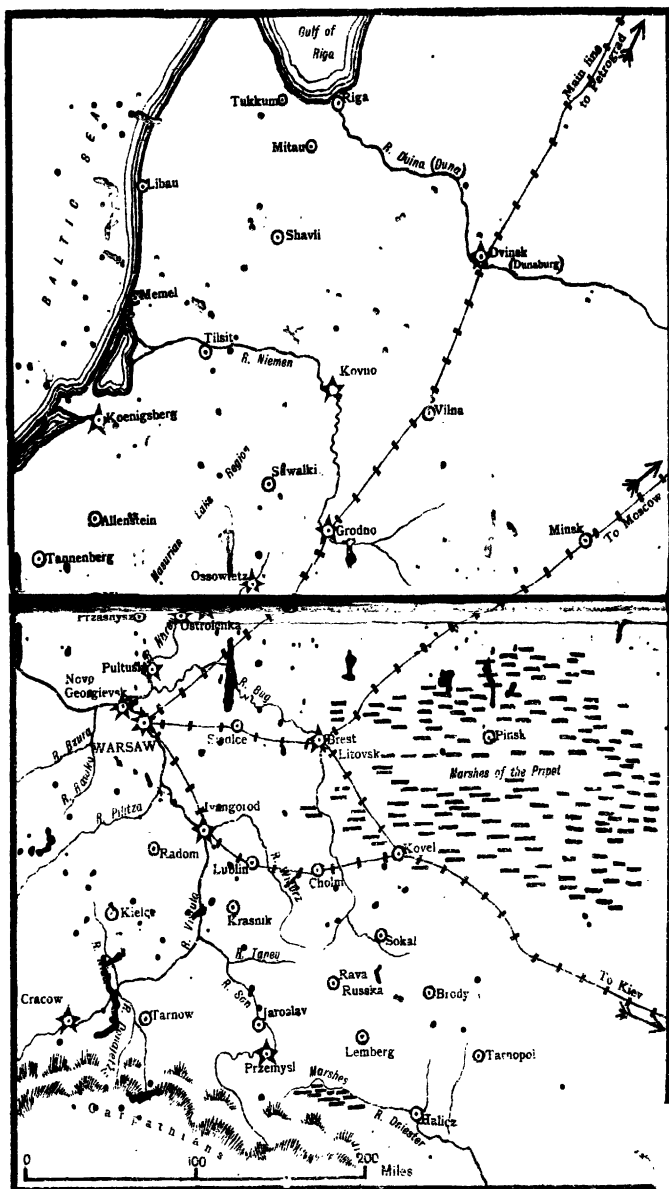 Gulf of
Riga
Tukkum
Riga
Mitau
R. Duina (Duna)
Main line
to Petrograd
BALTIC SEA
Libau
Shavli
Dvinsk
(Dunaburg)
Memel
Tilsit
R. Niemen
Kovno
Koenigsberg
Vilna
Masurian Lake Region
Suwalki
Allenstein
Grodno
Minsk
To Moscow
Tannenberg
Ossowietz
Przasnysz
Ostrolenka
Pultusk
Novo
Georgievsk
R. Bug
R. Bzura
WARSAW
Brest
Litovsk
Pinsk
R. Rawka
Marshes of the Pripet
R. Pilitza
Ivangorod
Radom
Lublin
R. Wieprz
Cholm
Kovel
Kielce
R. Vistula
Krasnik
Sokal
R. Tanew
R. San
Rava
Russka
Brody
To Kiev
Cracow
Tarnow
Jaroslav
Lemberg
Tarnopol
Przemysl
Marshes
Halicz
R. Dniester
Carpathians
0 100 200
Miles